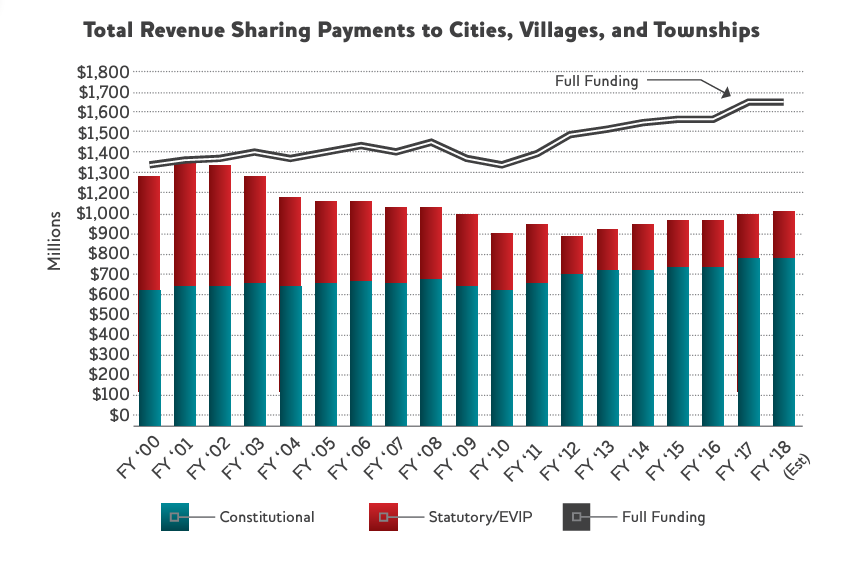 Total Revenue Sharing Payments to Cities, Villages, and Townships
Full Funding
Millions
$1,800
$1,700
$1,600
$1,500
$1,400
$1,300
$1,200
$1,000
$900
$800
$700
$600
$500
$400
$300
$200
$100
$0
FY ‘00
FY ‘01
FY ‘02
FY ‘03
FY ‘04
FY ‘05
FY ‘06
FY ‘07
FY ‘08
FY ‘09
FY ‘10
FY ‘11
FY ‘12
FY ‘13
FY ‘14
FY ‘15
FY ‘16
FY ‘17
FY ‘18
(Est)
Constitutional
Statutory/EVIP
Full Funding